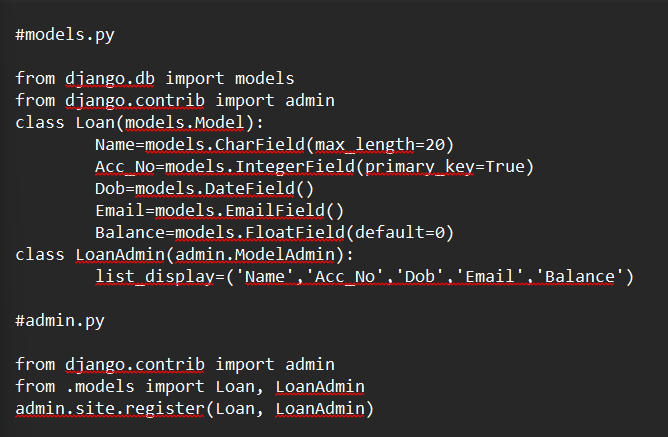 #models.py
from django.db import models
from django.contrib import admin
class Loan(models.Model):
Name=models.CharField(max_length=20)
Acc_No=models.IntegerField(primary_key=True)
Dob=models.DateField()
Email=models.EmailField()
Balance=models.FloatField(default=0)
class LoanAdmin(admin.ModelAdmin):
list_display=('Name','Acc_No','Dob','Email','Balance')
#admin.py
from django.contrib import admin
from .models import Loan, LoanAdmin
admin.site.register(Loan, LoanAdmin)